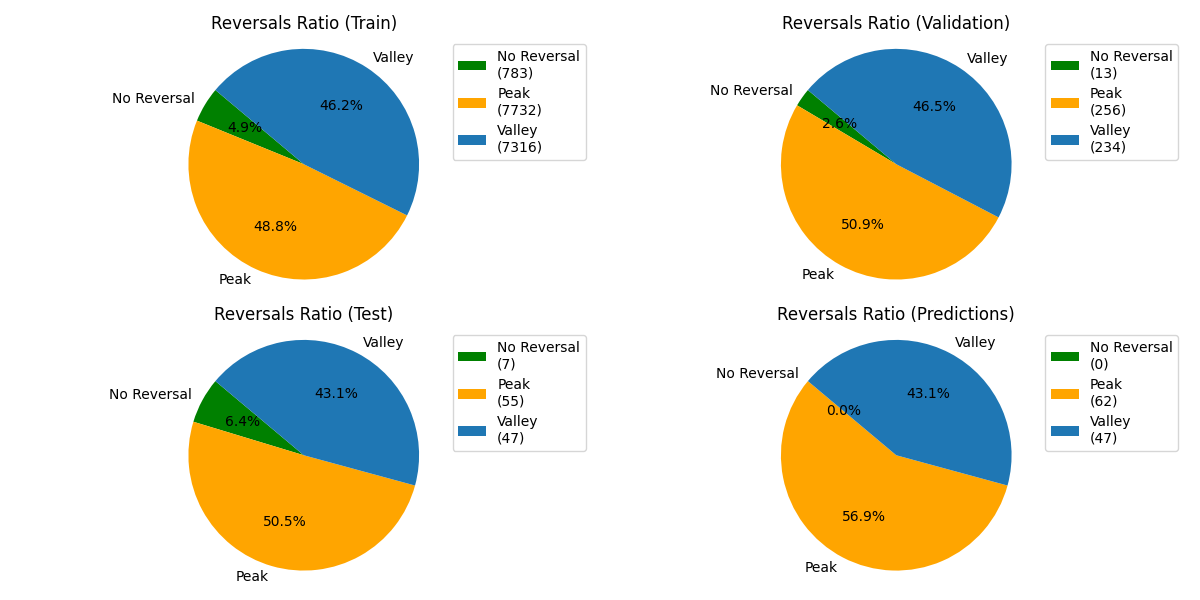 Reversals Ratio (Train)
Valley
No Reversal
46.2%
4.9%
48.8%
Peak
No Reversal
(783)
Peak
(7732)
Valley
(7316)
Reversals Ratio (Validation)
Valley
No Reversal
46.5%
2.6%
50.9%
Peak
No Reversal
(13)
Peak
(256)
Valley
(234)
Reversals Ratio (Test)
Valley
No Reversal
43.1%
6.4%
50.5%
Peak
No Reversal
(7)
Peak
(55)
Valley
(47)
Reversals Ratio (Predictions)
Valley
No Reversal
43.1%
0.0%
56.9%
Peak
No Reversal
(0)
Peak
(62)
Valley
(47)